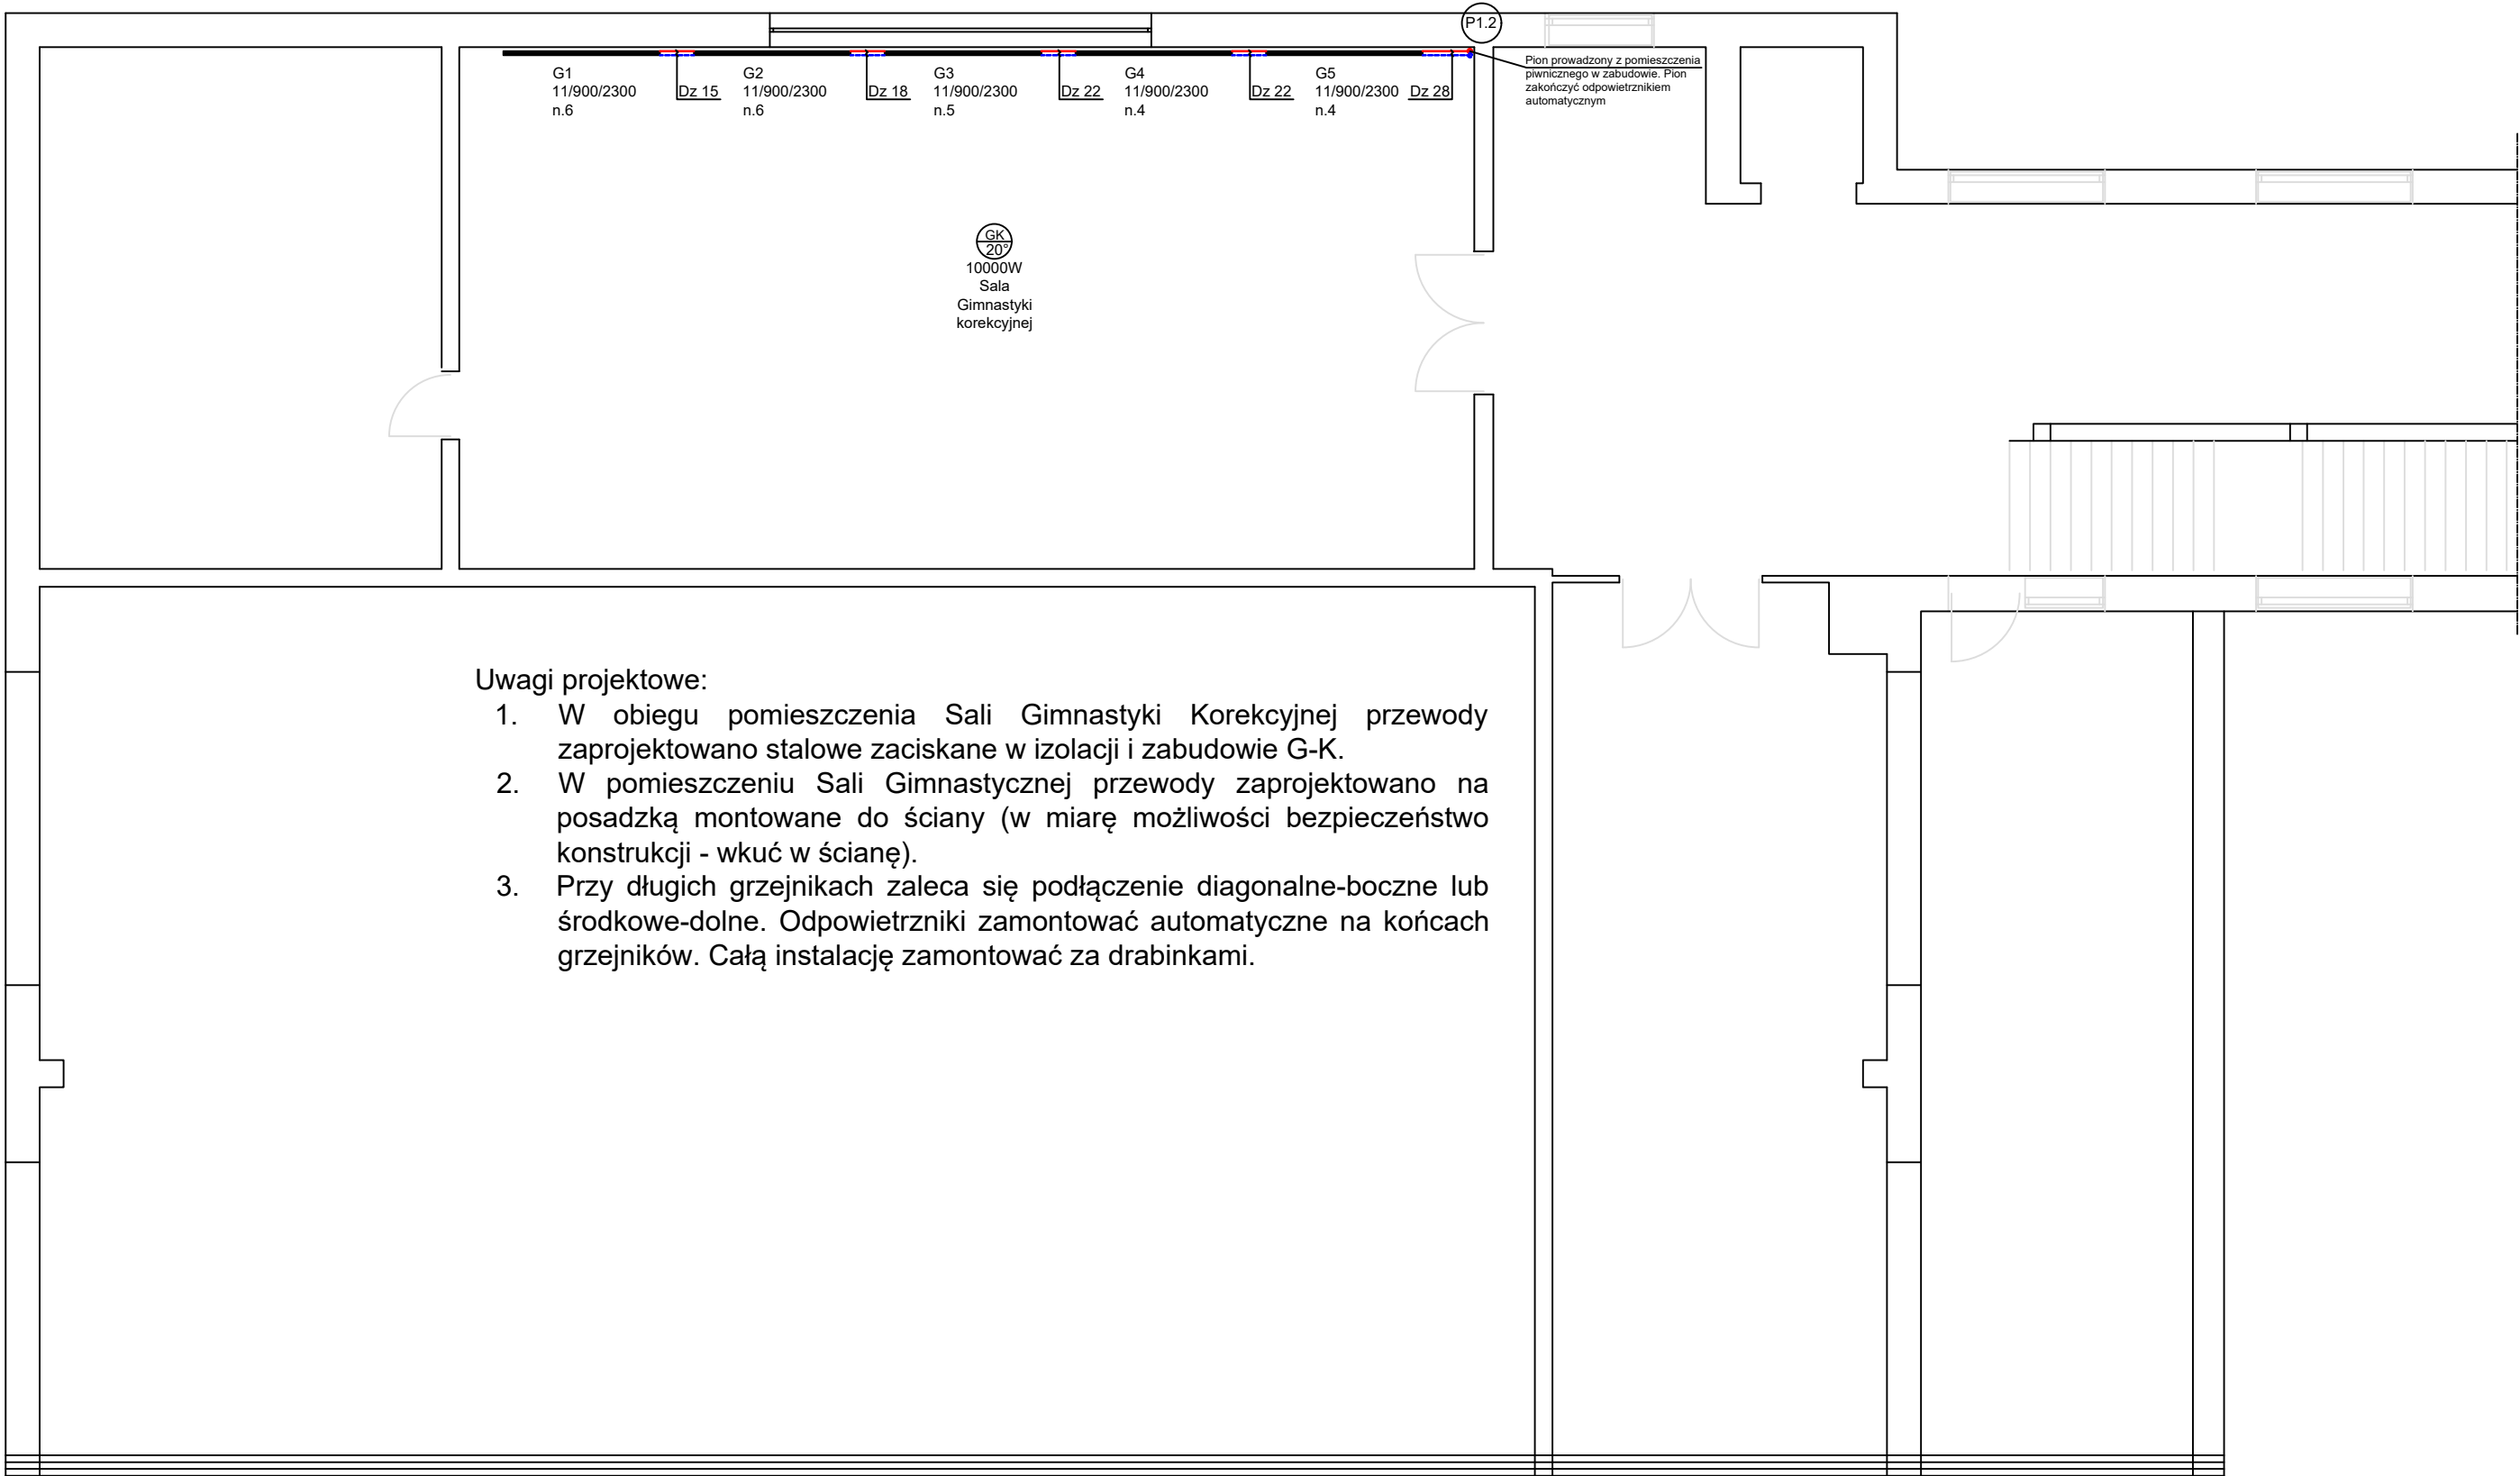 P1.2
Pion prowadzony z pomieszczenia
piwnicznego w zabudowie. Pion
zakończyć odpowietrznikiem
automatycznym
G1
11/900/2300
n.6
Dz 15
G2
11/900/2300
n.6
Dz 18
G3
11/900/2300
n.5
Dz 22
G4
11/900/2300
n.4
Dz 22
G5
11/900/2300
n.4
Dz 28
GK
20°
10000W
Sala
Gimnastyki
korekcyjnej
Uwagi projektowe:
1. W obiegu pomieszczenia Sali Gimnastyki Korekcyjnej przewody
zaprojektowano stalowe zaciskane w izolacji i zabudowie G-K.
2. W pomieszczeniu Sali Gimnastycznej przewody zaprojektowano na
posadzką montowane do ściany (w miarę możliwości bezpieczeństwo
konstrukcji - wkuć w ścianę).
3. Przy długich grzejnikach zaleca się podłączenie diagonalne-boczne lub
środkowe-dolne. Odpowietrzniki zamontować automatyczne na końcach
grzejników. Całą instalację zamontować za drabinkami.